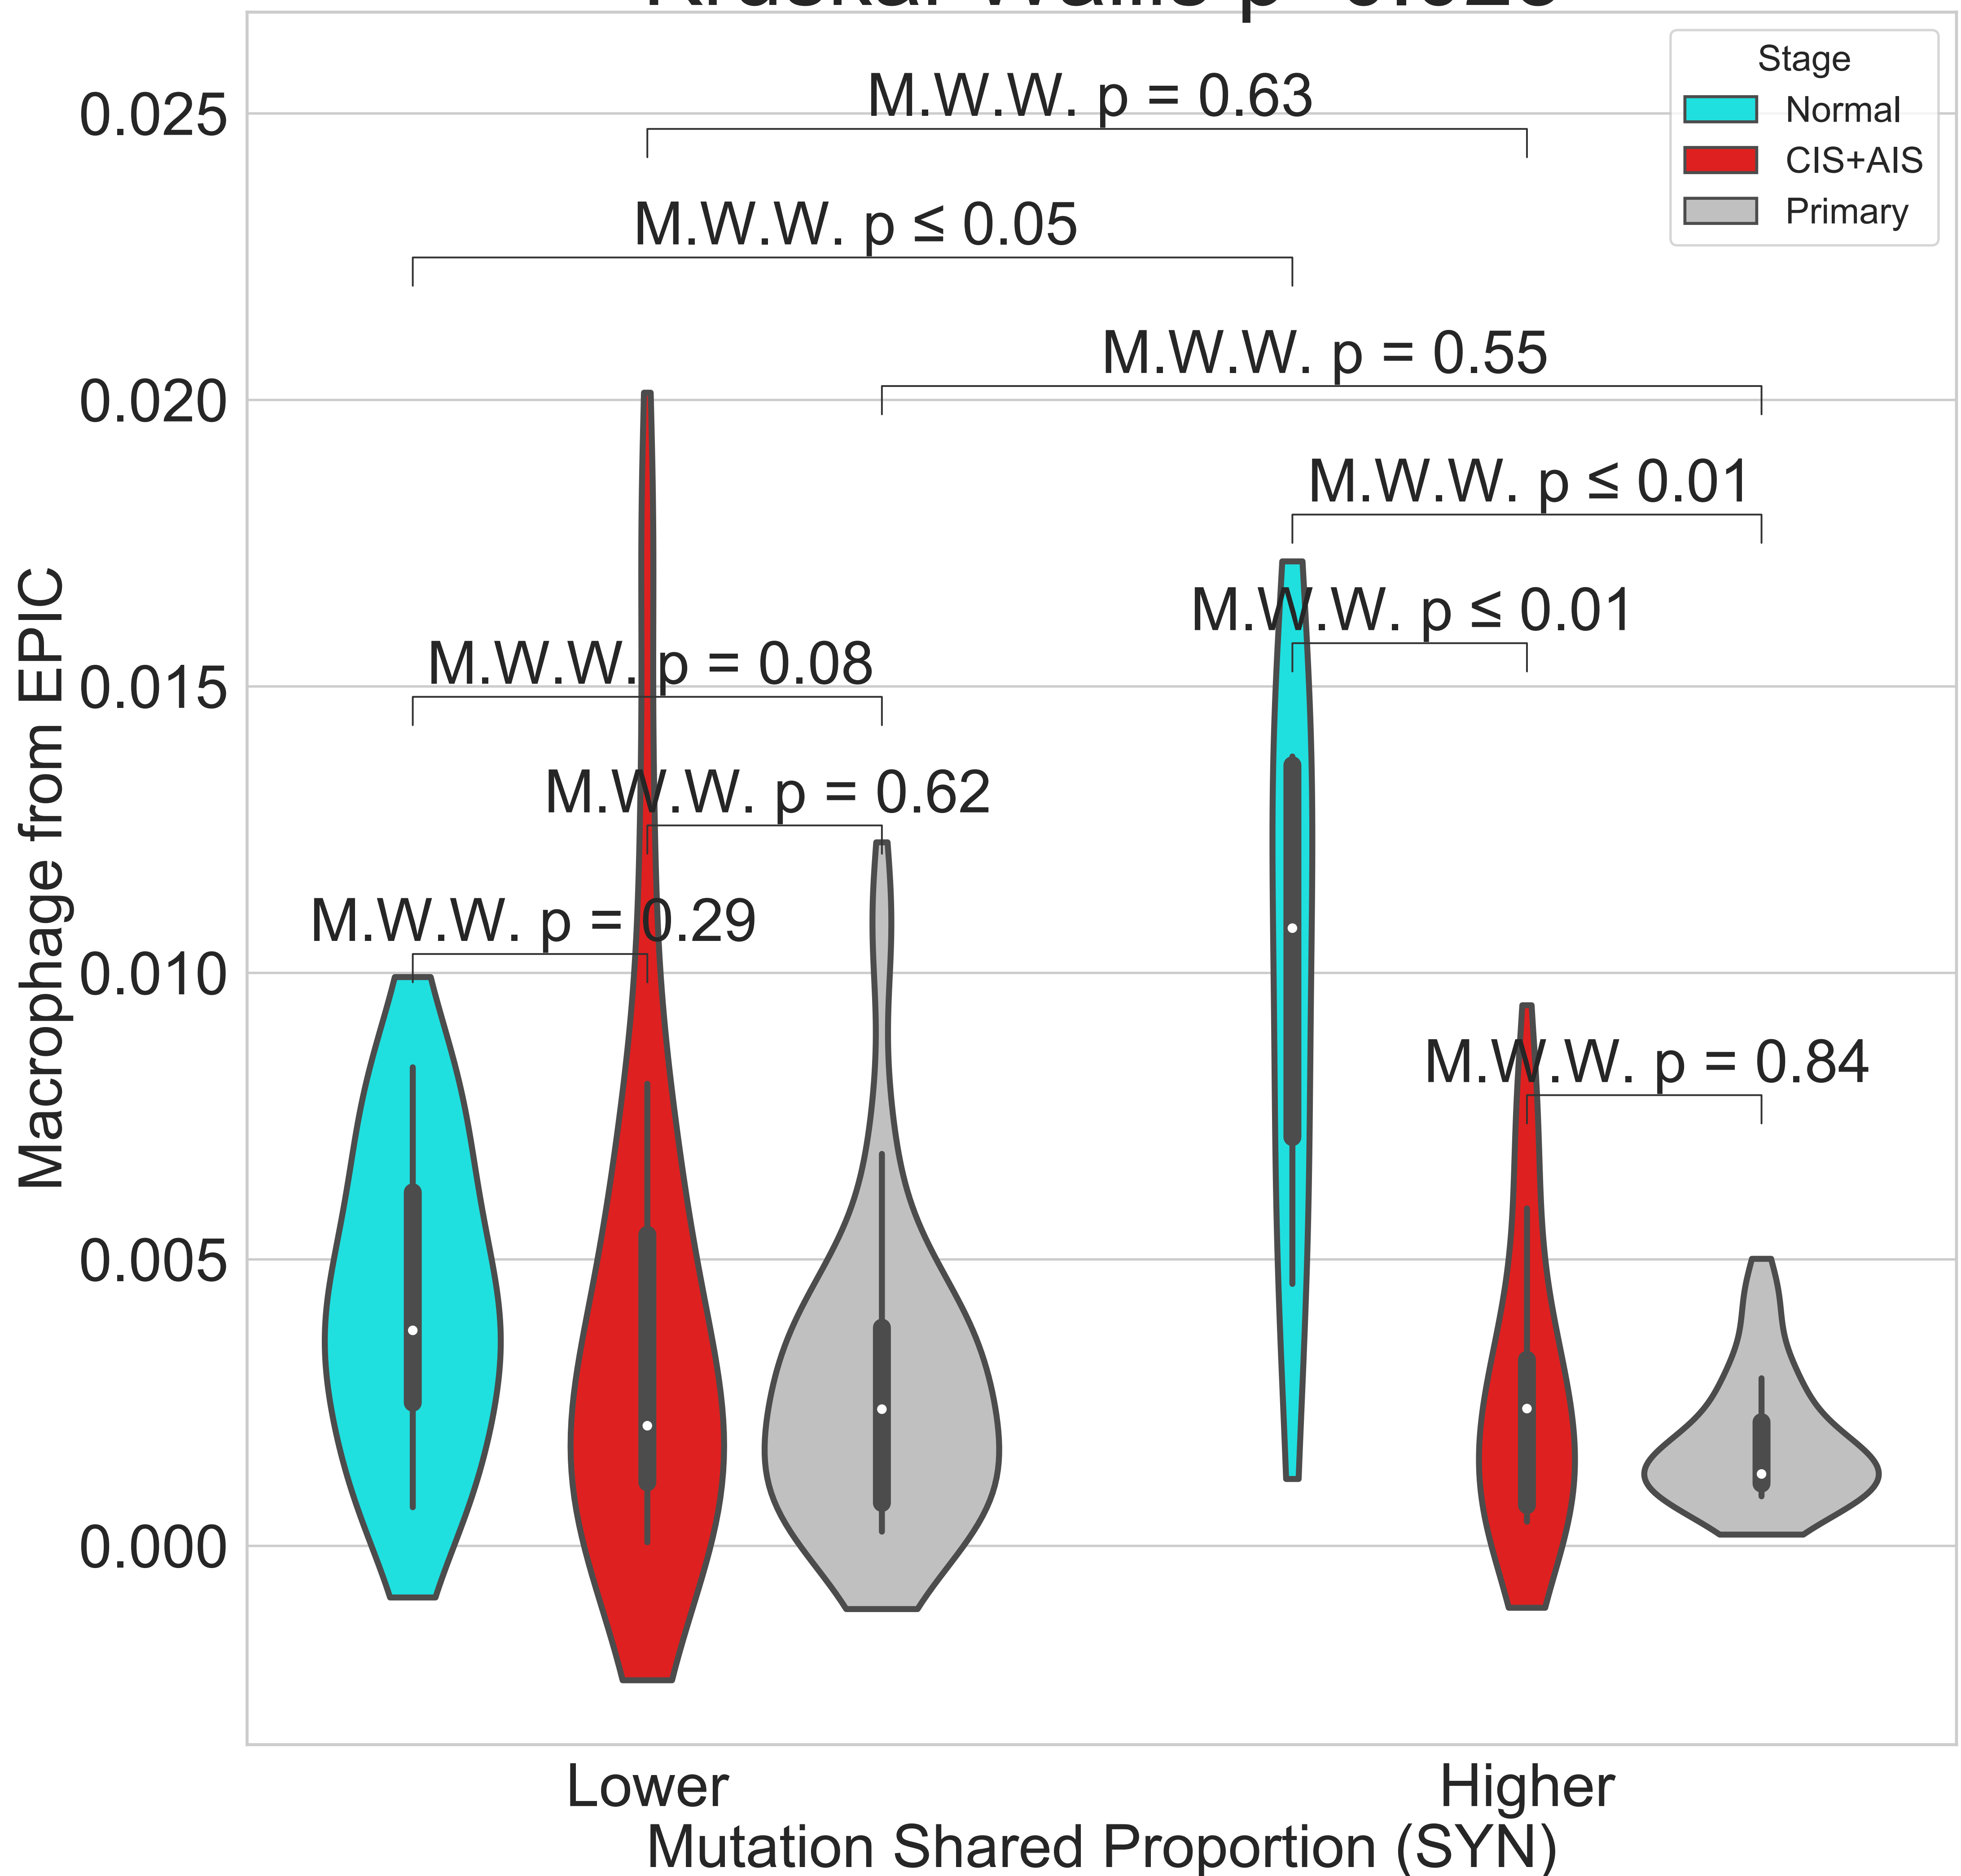 Stage
Normal
CIS+AIS
Primary
M.W.W. p = 0.63
M.W.W. p ≤ 0.05
M.W.W. p = 0.55
M.W.W. p ≤ 0.01
M.W.W. p ≤ 0.01
M.W.W. p = 0.08
M.W.W. p = 0.62
M.W.W. p = 0.29
M.W.W. p = 0.84
Macrophage from EPIC
0.025
0.020
0.015
0.010
0.005
0.000
Lower
Higher
Mutation Shared Proportion (SYN)